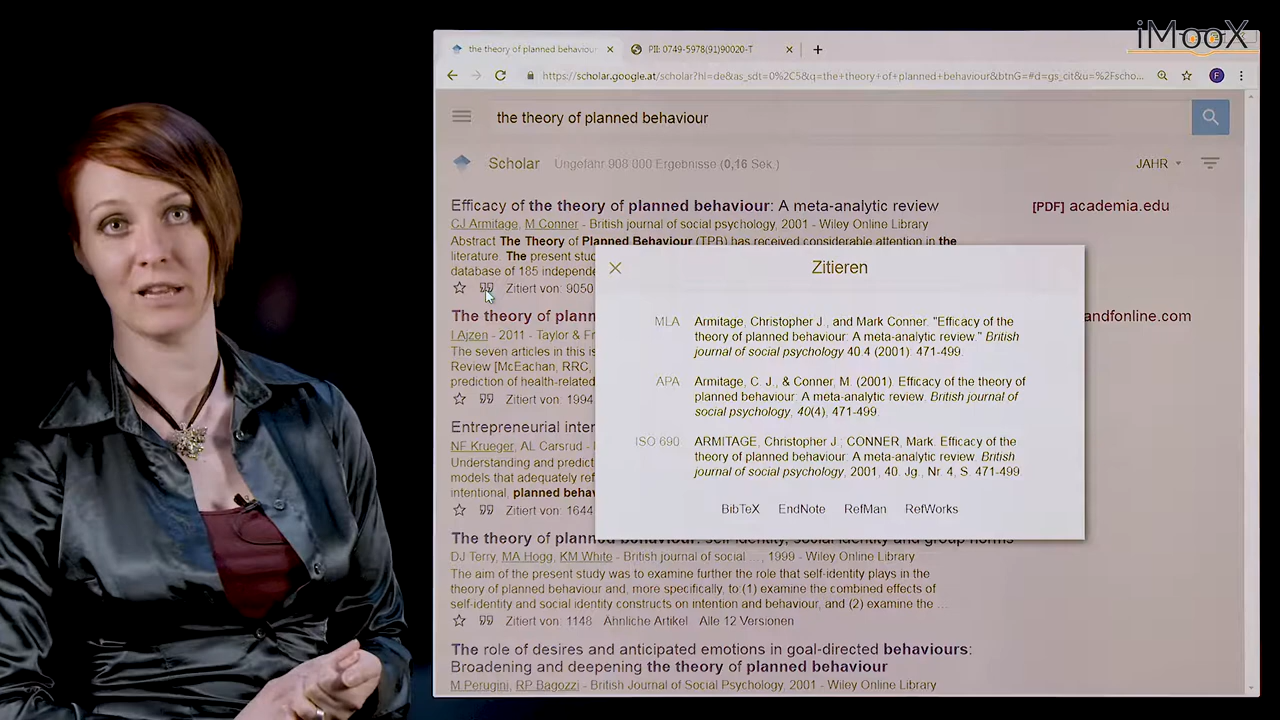 iMooX
the theory of planned behaviour
PII: 0749-5978(91)90020-T
https://scholar.google.at/scholar?hl=de&as_sdt=0%2C5&q=the+theory+of+planned+behaviour&btnG=#d=gs_cit&u=%2Fscho...
the theory of planned behaviour
Scholar
Ungefähr 908 000 Ergebnisse (0,16 Sek.)
JAHR
Efficacy of the theory of planned behaviour: A meta-analytic review
[PDF] academia.edu
CJ Armitage, M Conner - British journal of social psychology, 2001 - Wiley Online Library
Abstract The Theory of Planned Behaviour (TPB) has received considerable attention in the
literature. The present stu
database of 185 independe
Zitiert von: 9050
The theory of plann
andfonline.com
I Ajzen - 2011 - Taylor & Fr
The seven articles in this is
Review [McEachan, RRC,
prediction of health-related
Zitiert von: 1994
Entrepreneurial inter
NF Krueger, AL Carsrud -
Understanding and predict
models that adequately ref
intentional, planned behav
Zitiert von: 1644
Zitieren
MLA
Armitage, Christopher J., and Mark Conner. "Efficacy of the
theory of planned behaviour: A meta-analytic review." British
journal of social psychology 40.4 (2001): 471-499.
APA
Armitage, C. J., & Conner, M. (2001). Efficacy of the theory of
planned behaviour: A meta-analytic review. British journal of
social psychology, 40(4), 471-499.
ISO 690
ARMITAGE, Christopher J.; CONNER, Mark. Efficacy of the
theory of planned behaviour: A meta-analytic review. British
journal of social psychology, 2001, 40. Jg., Nr. 4, S. 471-499
BibTeX EndNote RefMan RefWorks
The theory of planned behaviour: self-identity, social identity and group norms
DJ Terry, MA Hogg, KM White - British journal of social ..., 1999 - Wiley Online Library
The aim of the present study was to examine further the role that self-identity plays in the
theory of planned behaviour and, more specifically, to (1) examine the combined effects of
self-identity and social identity constructs on intention and behaviour, and (2) examine the ...
Zitiert von: 1148 Ähnliche Artikel Alle 12 Versionen
The role of desires and anticipated emotions in goal-directed behaviours:
Broadening and deepening the theory of planned behaviour
M Perugini, RP Bagozzi - British Journal of Social Psychology, 2001 - Wiley Online Library